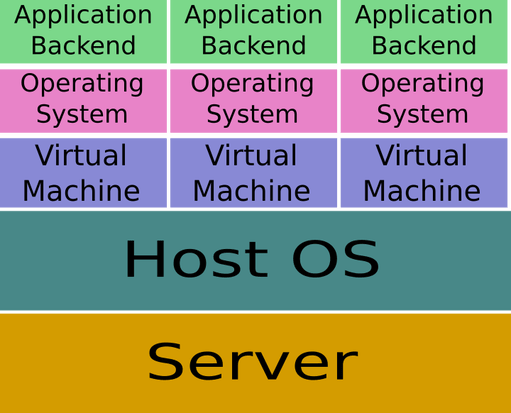 Application Application Application
Backend Backend Backend
Operating Operating Operating
System System System
Virtual Virtual Virtual
Machine Machine Machine
Host OS
Server